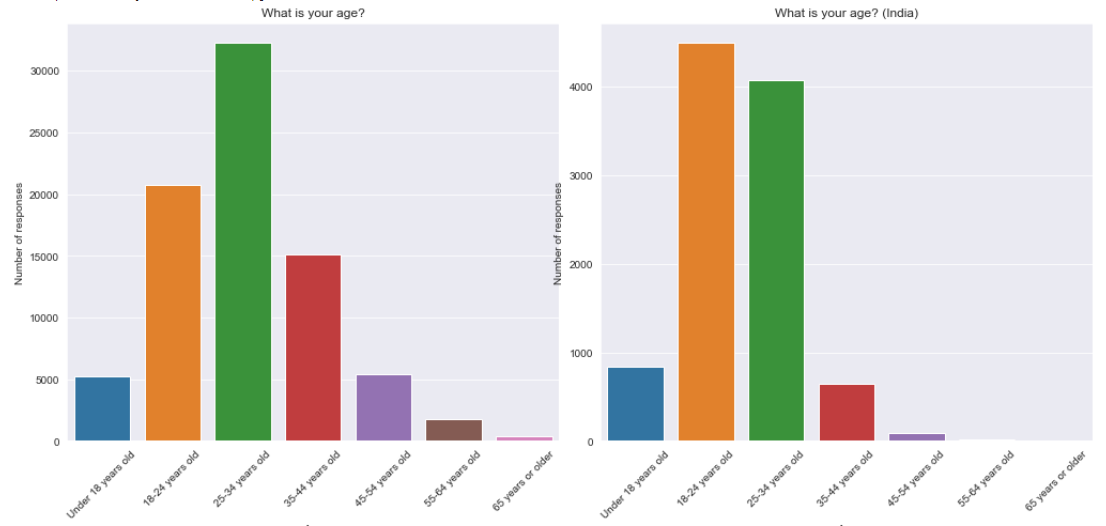 What is your age?
30000
25000
20000
15000
10000
5000
0
Number of responses
Under 18 years old
18-24 years old
25-34 years old
35-44 years old
45-54 years old
55-64 years old
65 years or older
What is your age? (India)
4000
3000
2000
1000
0
Number of responses
Under 18 years old
18-24 years old
25-34 years old
35-44 years old
45-54 years old
55-64 years old
65 years or older